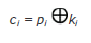 cᵢ = pᵢ ⊕kᵢ